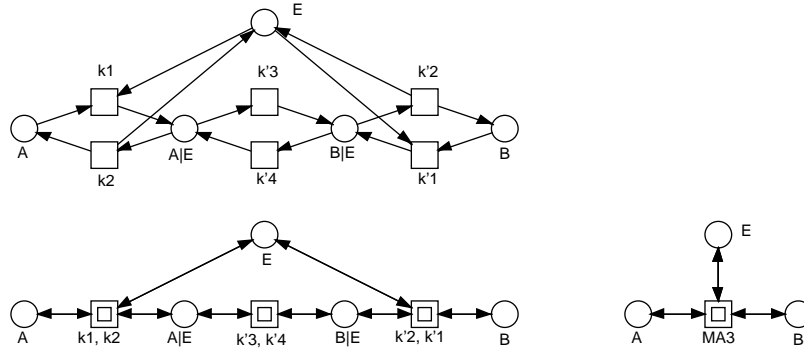 E
k1
k'3
k'2
A
A|E
B|E
B
k2
k'4
k'1
E
E
A
k1, k2
A|E
k'3, k'4
B|E
k'2, k'1
B
A
MA3
B